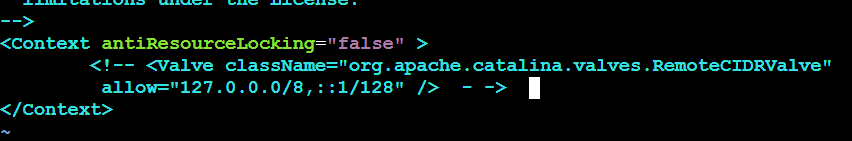 limitations under the License.
-->
<Context antiResourceLocking="false" >
<!-- <Valve className="org.apache.catalina.valves.RemoteCIDRValve"
allow="127.0.0.0/8,::1/128" />  - ->
</Context>
~